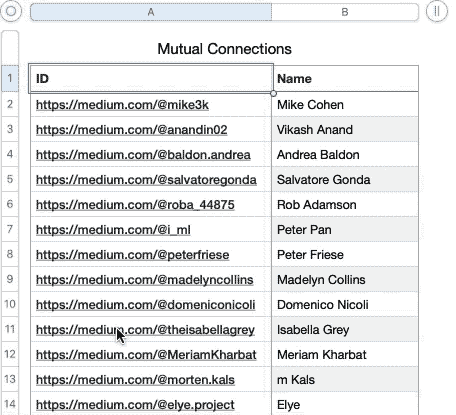 A B
Mutual Connections
1 ID Name
2 https://medium.com/@mike3k Mike Cohen
3 https://medium.com/@anandin02 Vikash Anand
4 https://medium.com/@baldon.andrea Andrea Baldon
5 https://medium.com/@salvatoregonda Salvatore Gonda
6 https://medium.com/@roba_44875 Rob Adamson
7 https://medium.com/@i_ml Peter Pan
8 https://medium.com/@peterfriese Peter Friese
9 https://medium.com/@madelyncollins Madelyn Collins
10 https://medium.com/@domeniconicoli Domenico Nicoli
11 https://medium.com/@theisabellagrey Isabella Grey
12 https://medium.com/@MeriamKharbat Meriam Kharbat
13 https://medium.com/@morten.kals m Kals
14 https://medium.com/@elye.project Elye